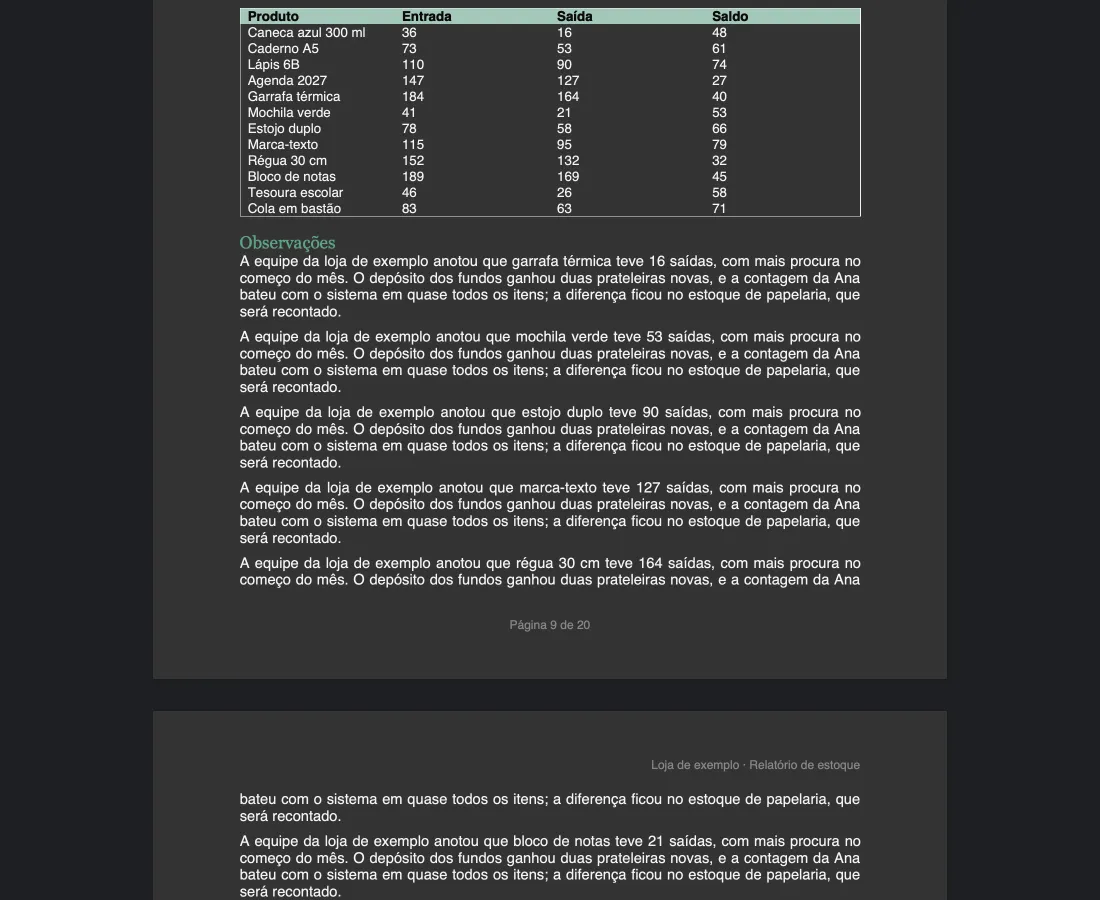 Produto Entrada Saída Saldo
Caneca azul 300 ml 36 16 48
Caderno A5 73 53 61
Lápis 6B 110 90 74
Agenda 2027 147 127 27
Garrafa térmica 184 164 40
Mochila verde 41 21 53
Estojo duplo 78 58 66
Marca-texto 115 95 79
Régua 30 cm 152 132 32
Bloco de notas 189 169 45
Tesoura escolar 46 26 58
Cola em bastão 83 63 71
Observações
A equipe da loja de exemplo anotou que garrafa térmica teve 16 saídas, com mais procura no
começo do mês. O depósito dos fundos ganhou duas prateleiras novas, e a contagem da Ana
bateu com o sistema em quase todos os itens; a diferença ficou no estoque de papelaria, que
será recontado.
A equipe da loja de exemplo anotou que mochila verde teve 53 saídas, com mais procura no
começo do mês. O depósito dos fundos ganhou duas prateleiras novas, e a contagem da Ana
bateu com o sistema em quase todos os itens; a diferença ficou no estoque de papelaria, que
será recontado.
A equipe da loja de exemplo anotou que estojo duplo teve 90 saídas, com mais procura no
começo do mês. O depósito dos fundos ganhou duas prateleiras novas, e a contagem da Ana
bateu com o sistema em quase todos os itens; a diferença ficou no estoque de papelaria, que
será recontado.
A equipe da loja de exemplo anotou que marca-texto teve 127 saídas, com mais procura no
começo do mês. O depósito dos fundos ganhou duas prateleiras novas, e a contagem da Ana
bateu com o sistema em quase todos os itens; a diferença ficou no estoque de papelaria, que
será recontado.
A equipe da loja de exemplo anotou que régua 30 cm teve 164 saídas, com mais procura no
começo do mês. O depósito dos fundos ganhou duas prateleiras novas, e a contagem da Ana
Página 9 de 20
Loja de exemplo · Relatório de estoque
bateu com o sistema em quase todos os itens; a diferença ficou no estoque de papelaria, que
será recontado.
A equipe da loja de exemplo anotou que bloco de notas teve 21 saídas, com mais procura no
começo do mês. O depósito dos fundos ganhou duas prateleiras novas, e a contagem da Ana
bateu com o sistema em quase todos os itens; a diferença ficou no estoque de papelaria, que
será recontado.